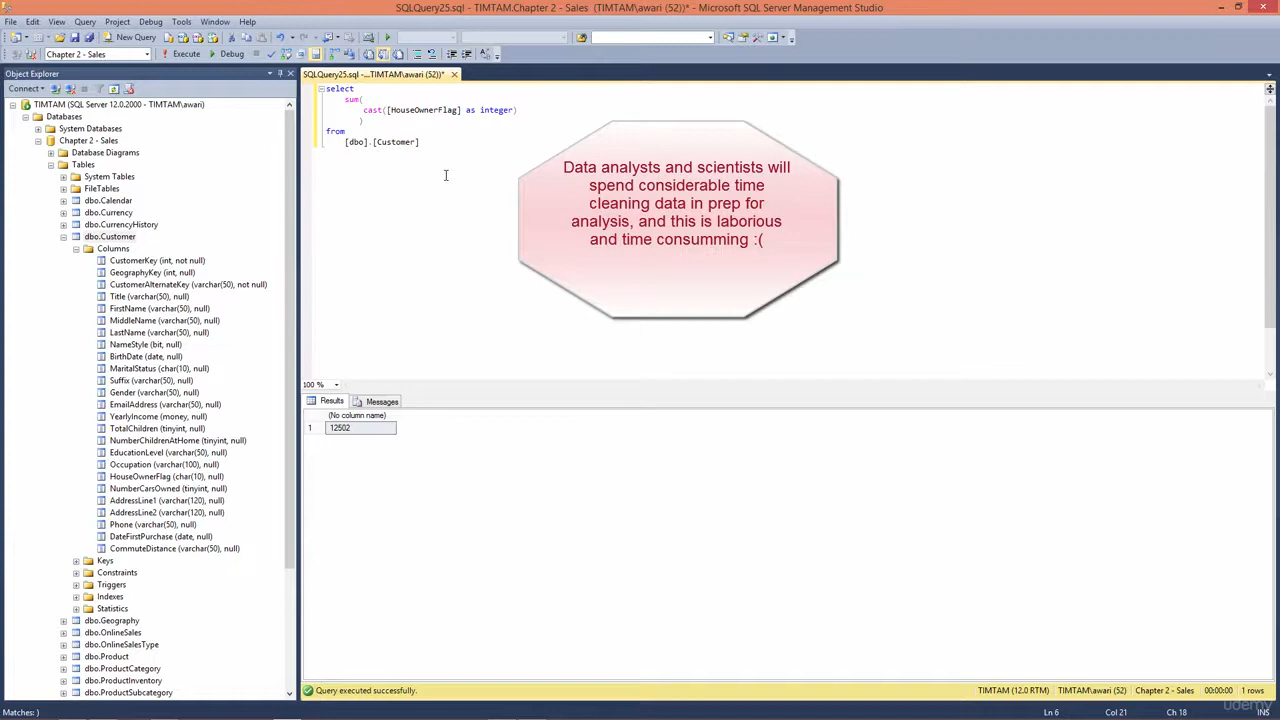 SQLQuery25.sql - TIMTAM.Chapter 2 - Sales (TIMTAM\awari (52))* - Microsoft SQL Server Management Studio
File Edit View Query Project Debug Tools Window Help
New Query
Chapter 2 - Sales Execute Debug
Object Explorer
Connect
TIMTAM (SQL Server 12.0.2000 - TIMTAM\awari)
Databases
System Databases
Chapter 2 - Sales
Database Diagrams
Tables
System Tables
FileTables
dbo.Calendar
dbo.Currency
dbo.CurrencyHistory
dbo.Customer
Columns
CustomerKey (int, not null)
GeographyKey (int, null)
CustomerAlternateKey (varchar(50), not null)
Title (varchar(50), null)
FirstName (varchar(50), null)
MiddleName (varchar(50), null)
LastName (varchar(50), null)
NameStyle (bit, null)
BirthDate (date, null)
MaritalStatus (char(10), null)
Suffix (varchar(50), null)
Gender (varchar(50), null)
EmailAddress (varchar(50), null)
YearlyIncome (money, null)
TotalChildren (tinyint, null)
NumberChildrenAtHome (tinyint, null)
EducationLevel (varchar(50), null)
Occupation (varchar(100), null)
HouseOwnerFlag (char(10), null)
NumberCarsOwned (tinyint, null)
AddressLine1 (varchar(120), null)
AddressLine2 (varchar(120), null)
Phone (varchar(50), null)
DateFirstPurchase (date, null)
CommuteDistance (varchar(50), null)
Keys
Constraints
Triggers
Indexes
Statistics
dbo.Geography
dbo.OnlineSales
dbo.OnlineSalesType
dbo.Product
dbo.ProductCategory
dbo.ProductInventory
dbo.ProductSubcategory
SQLQuery25.sql -...TIMTAM\awari (52))*
select
sum(
cast([HouseOwnerFlag] as integer)
)
from
[dbo].[Customer]
Data analysts and scientists will
spend considerable time
cleaning data in prep for
analysis, and this is laborious
and time consumming :(
100 %
Results Messages
(No column name)
1 12502
Query executed successfully. TIMTAM (12.0 RTM) TIMTAM\awari (52) Chapter 2 - Sales 00:00:00 1 rows
Matches: ) Ln 6 Col 21 Ch 18 INS
udemy